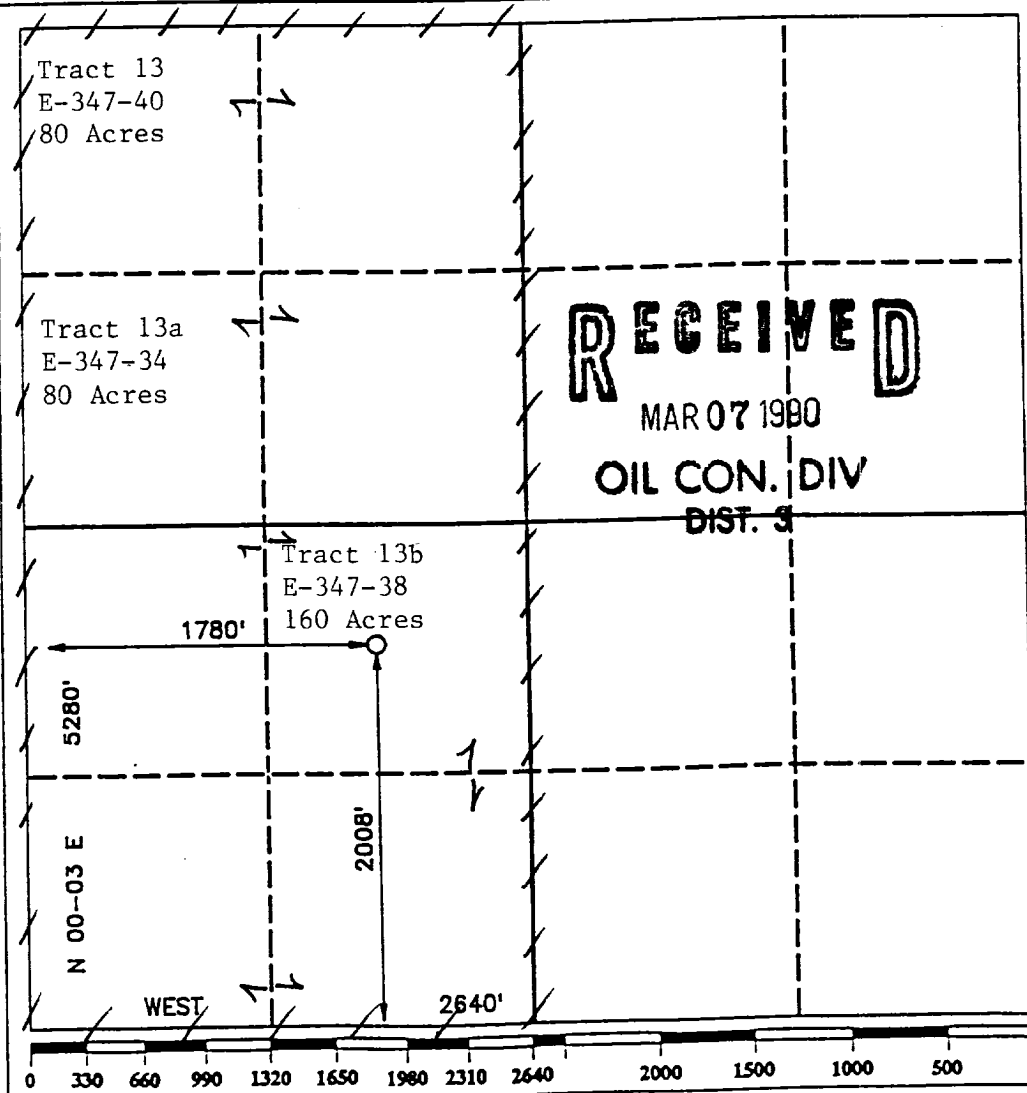 Tract 13
E-347-40
80 Acres
Tract 13a
E-347-34
80 Acres
RECEIVED
MAR 07 1990
OIL CON. DIV
DIST. 3
Tract 13b
E-347-38
160 Acres
1780'
5280'
2008'
N 00-03 E
WEST
2640'
0 330 660 990 1320 1650 1980 2310 2640 2000 1500 1000 500